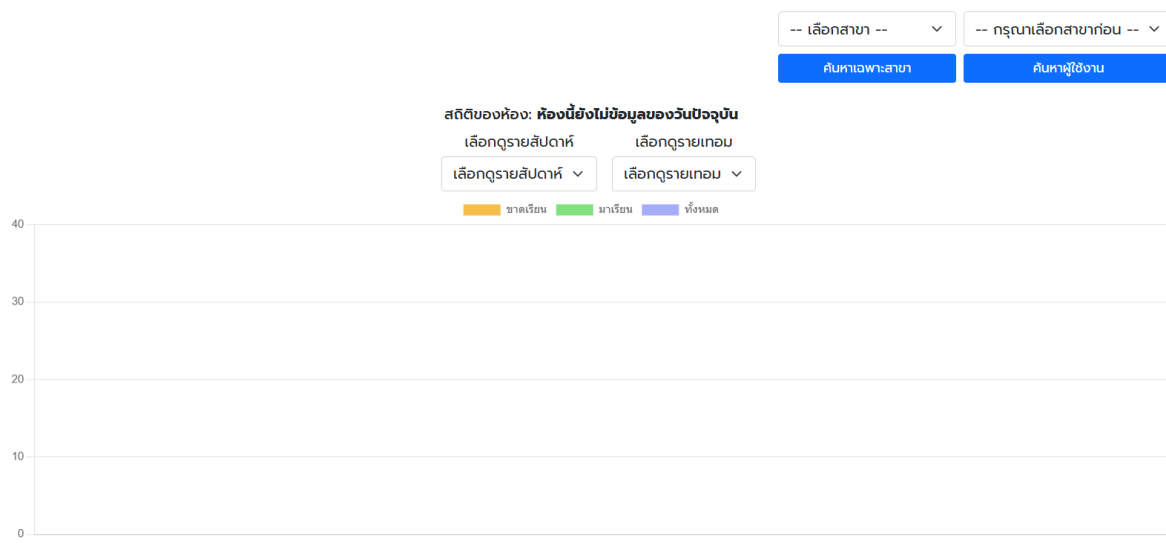 -- เลือกสาขา -- -- กรุณาเลือกสาขาก่อน --
ค้นหาเฉพาะสาขา ค้นหาผู้ใช้งาน
สถิติของห้อง: ห้องนี้ยังไม่ข้อมูลของวันปัจจุบัน
เลือกดูรายสัปดาห์ เลือกดูรายเทอม
เลือกดูรายสัปดาห์ เลือกดูรายเทอม
ขาดเรียน มาเรียน ทั้งหมด
40
30
20
10
0